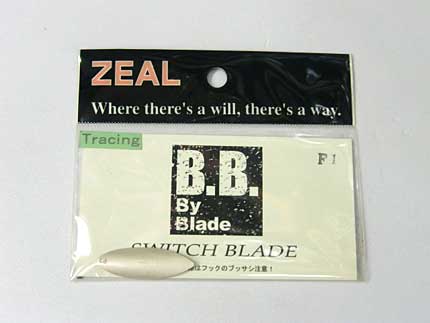 ZEAL
Where there's a will, there's a way.
Tracing
B.B.
By
Blade
F1
SWITCH BLADE
はフックのブッサシ注意!